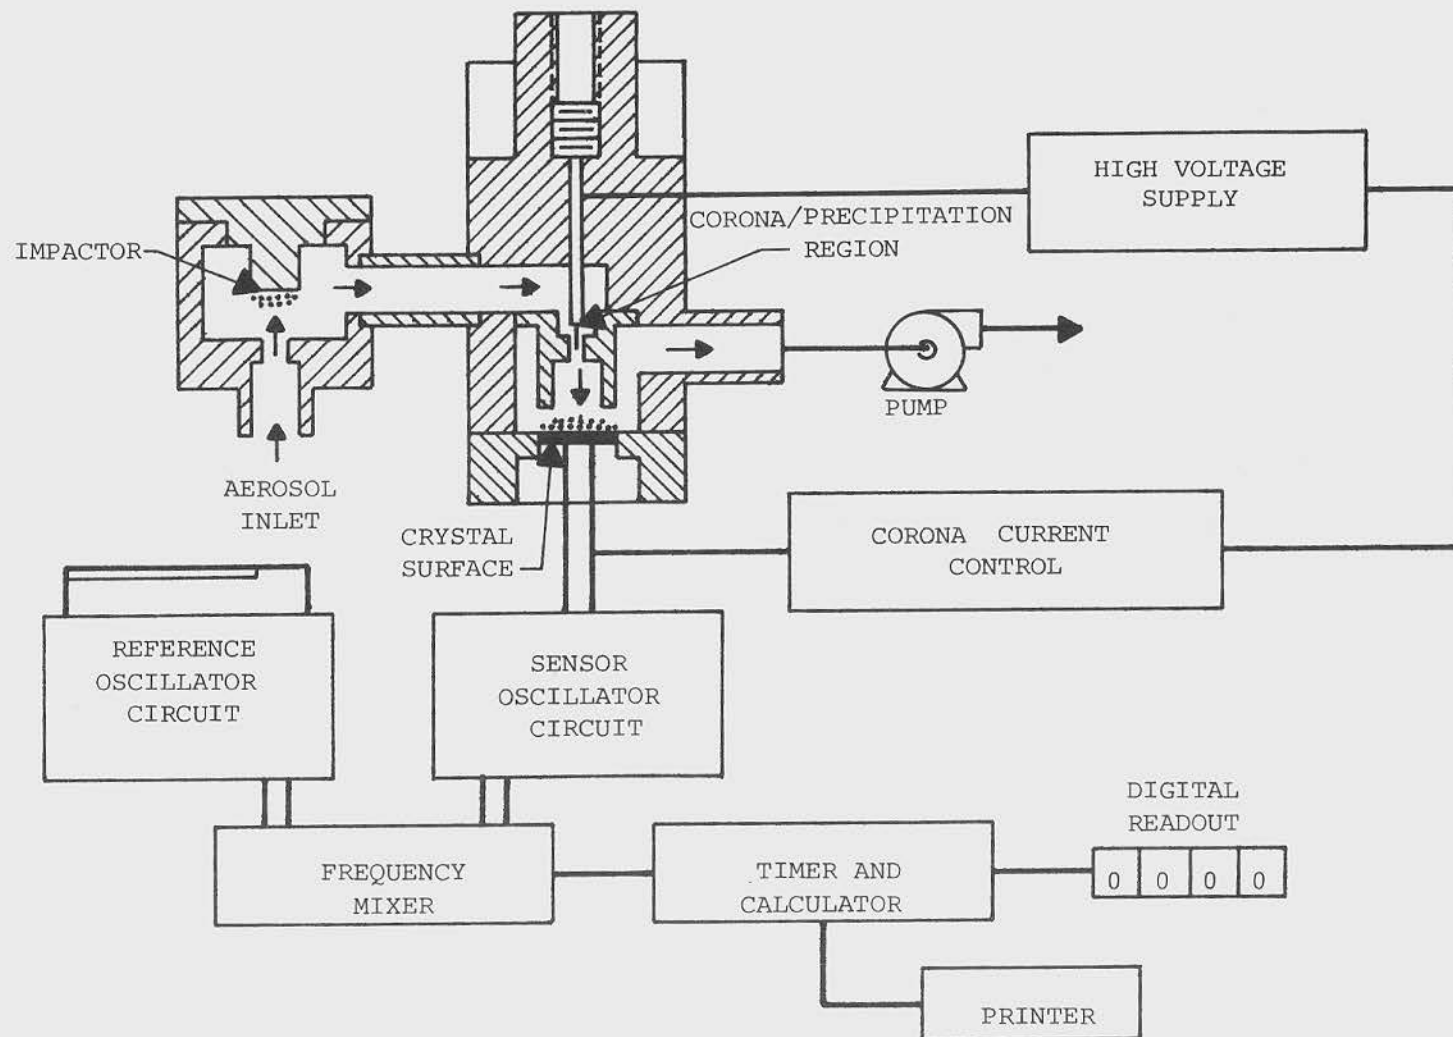 HIGH VOLTAGE
SUPPLY
CORONA/PRECIPITATION
REGION
IMPACTOR
PUMP
AEROSOL
INLET
CRYSTAL
SURFACE
CORONA CURRENT
CONTROL
REFERENCE
OSCILLATOR
CIRCUIT
SENSOR
OSCILLATOR
CIRCUIT
DIGITAL
READOUT
0 0 0 0
FREQUENCY
MIXER
TIMER AND
CALCULATOR
PRINTER